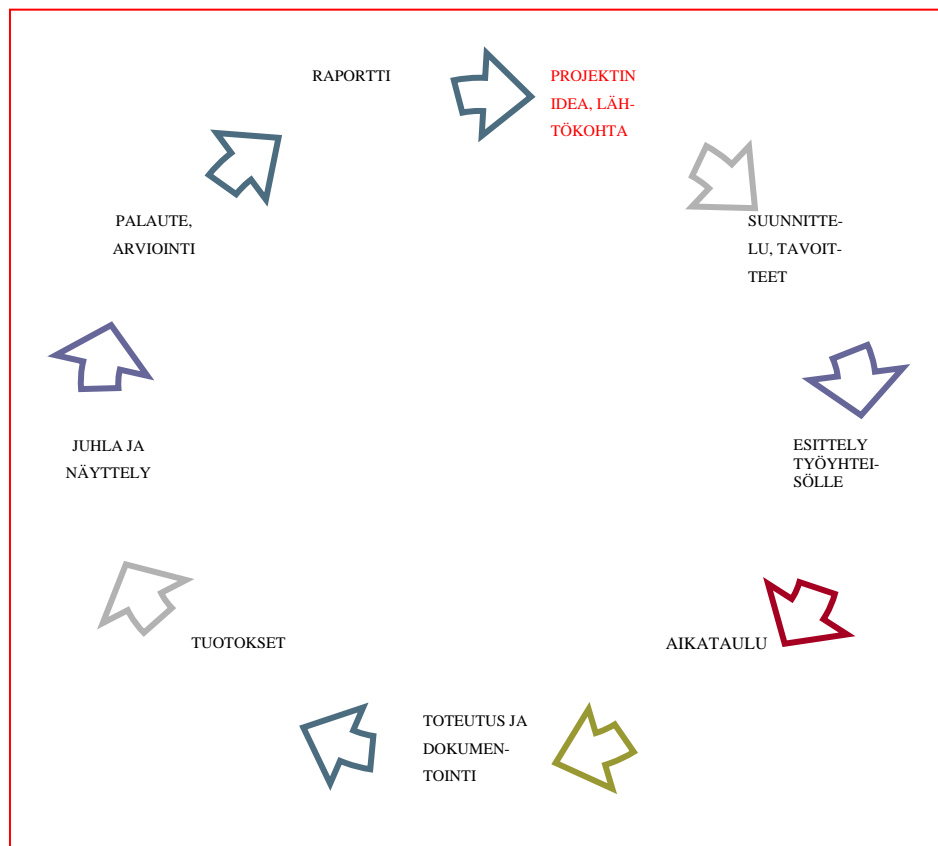 RAPORTTI
PROJEKTIN
IDEA, LÄH-
TÖKOHTA
SUUNNITTE-
LU, TAVOIT-
TEET
ESITTELY
TYÖYHTEI-
SÖLLE
AIKATAULU
TOTEUTUS JA
DOKUMEN-
TOINTI
TUOTOKSET
JUHLA JA
NÄYTTELY
PALAUTE,
ARVIOINTI